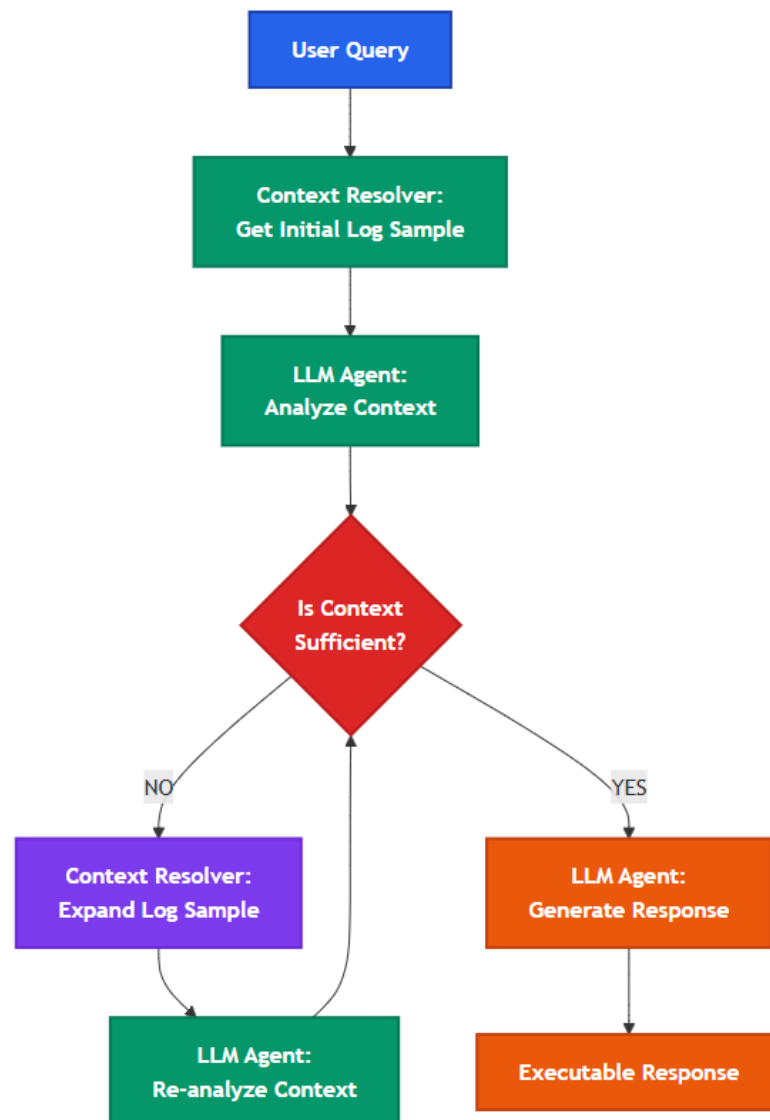 User Query
Context Resolver:
Get Initial Log Sample
LLM Agent:
Analyze Context
Is Context
Sufficient?
NO
YES
Context Resolver:
Expand Log Sample
LLM Agent:
Generate Response
LLM Agent:
Re-analyze Context
Executable Response